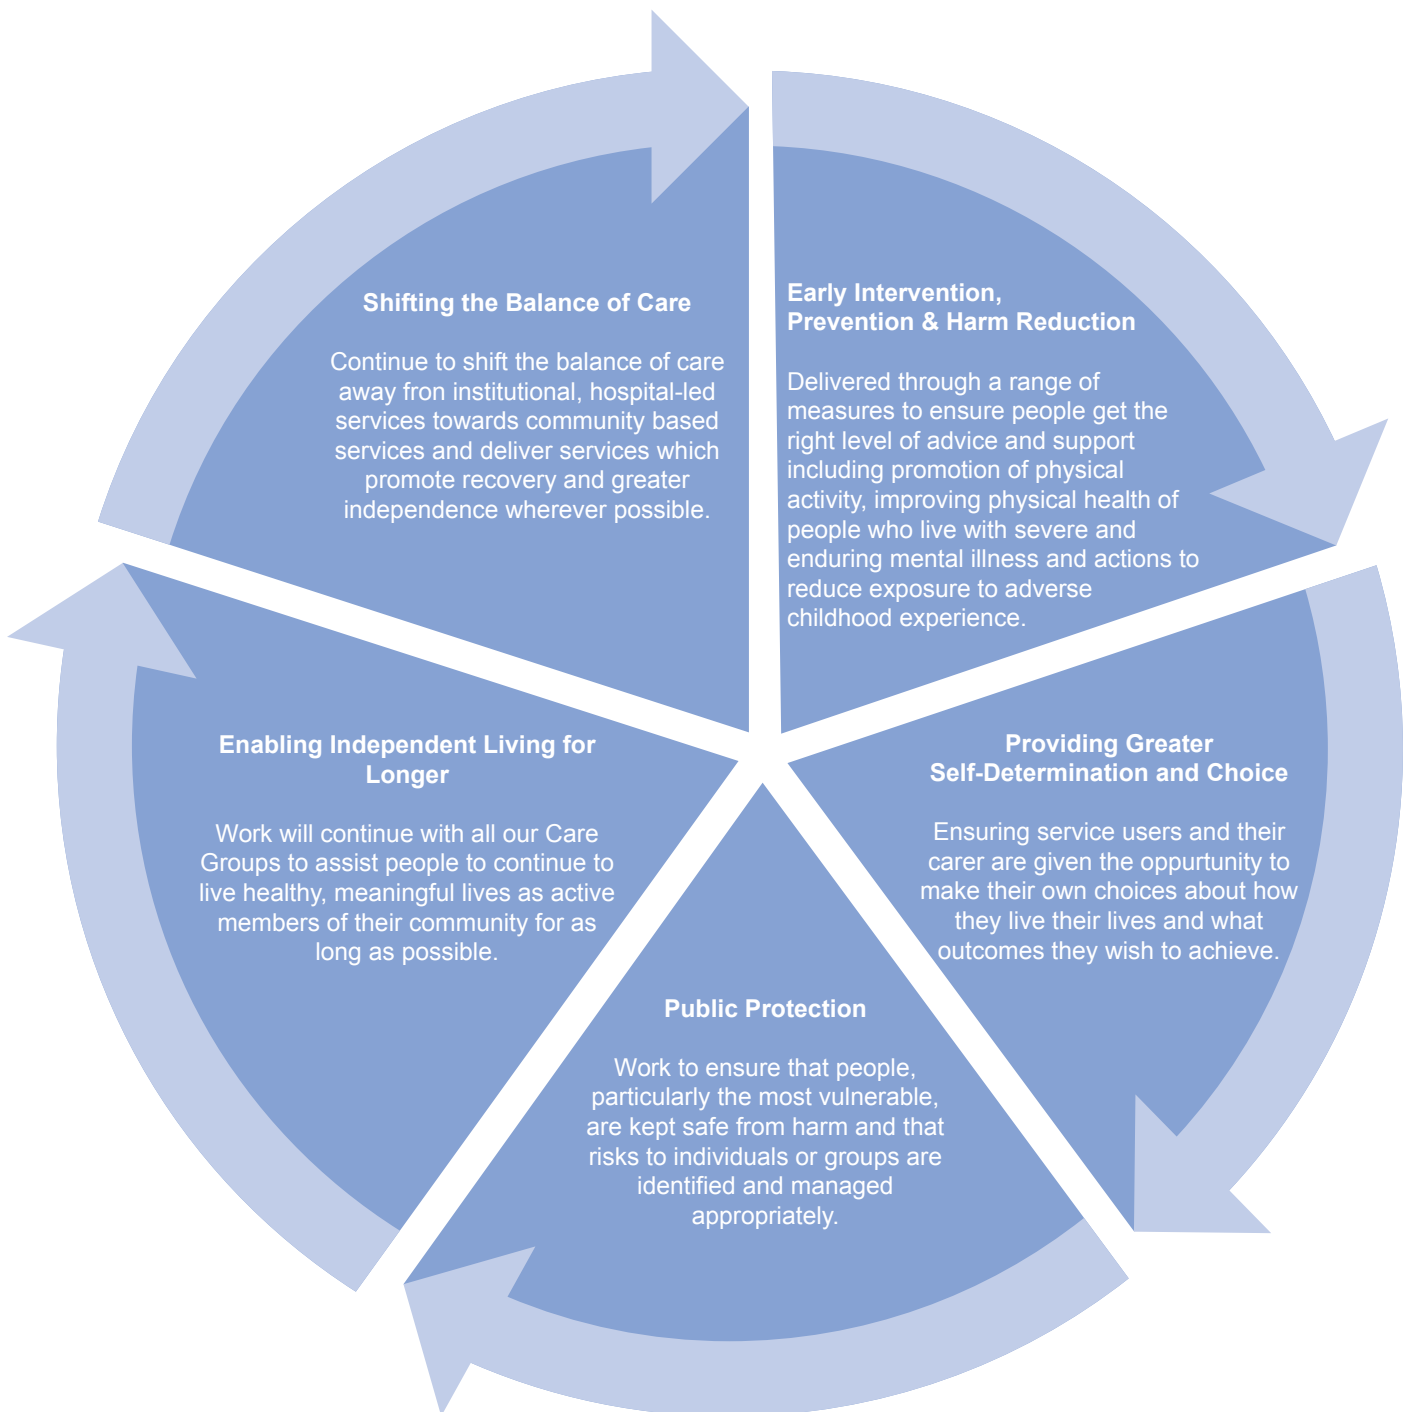 Shifting the Balance of Care
Continue to shift the balance of care
away fron institutional, hospital-led
services towards community based
services and deliver services which
promote recovery and greater
independence wherever possible.
Early Intervention,
Prevention & Harm Reduction
Delivered through a range of
measures to ensure people get the
right level of advice and support
including promotion of physical
activity, improving physical health of
people who live with severe and
enduring mental illness and actions to
reduce exposure to adverse
childhood experience.
Providing Greater
Self-Determination and Choice
Ensuring service users and their
carer are given the oppurtunity to
make their own choices about how
they live their lives and what
outcomes they wish to achieve.
Public Protection
Work to ensure that people,
particularly the most vulnerable,
are kept safe from harm and that
risks to individuals or groups are
identified and managed
appropriately.
Enabling Independent Living for
Longer
Work will continue with all our Care
Groups to assist people to continue to
live healthy, meaningful lives as active
members of their community for as
long as possible.